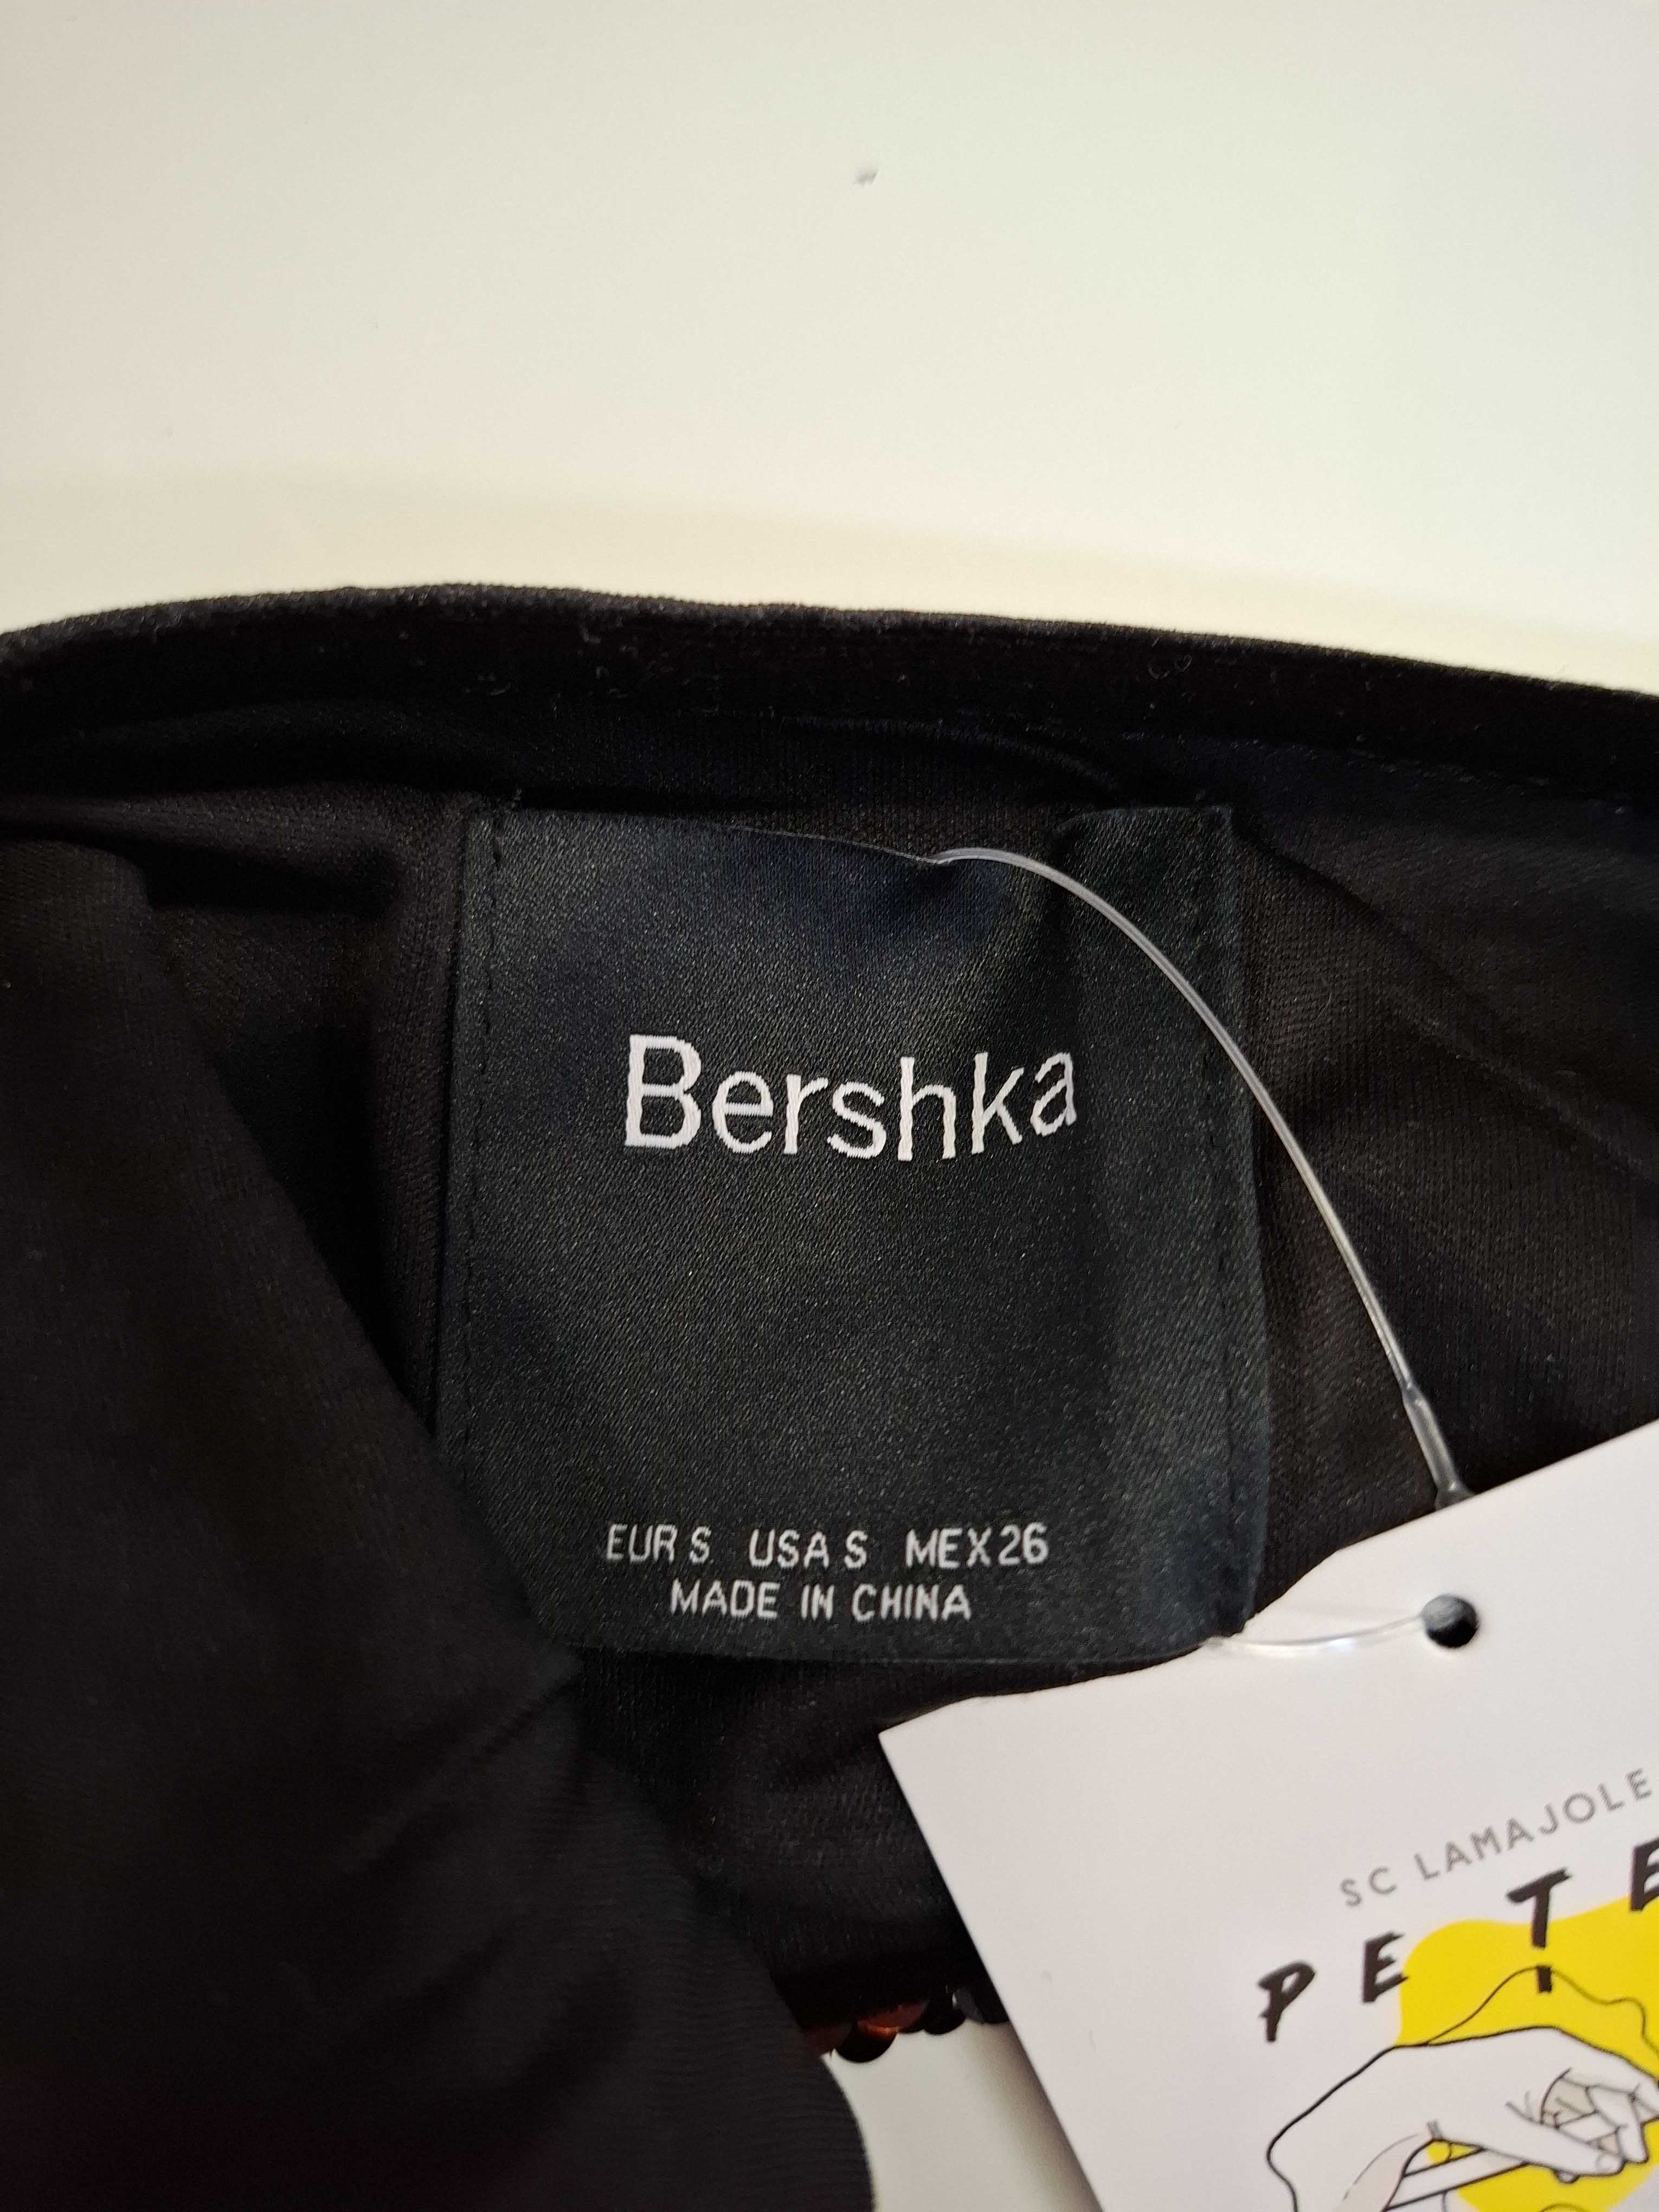 Bershka
EUR S USA S MEX 26
MADE IN CHINA
SC LAMAJOLE
PETE